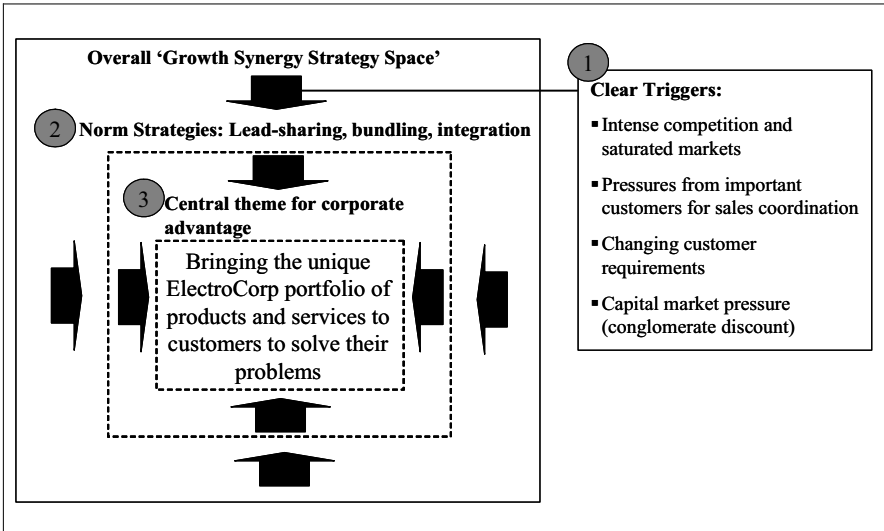 Overall ‘Growth Synergy Strategy Space’
1
Clear Triggers:
▪Intense competition and
saturated markets
▪Pressures from important
customers for sales coordination
▪Changing customer
requirements
▪Capital market pressure
(conglomerate discount)
2
Norm Strategies: Lead-sharing, bundling, integration
3
Central theme for corporate
advantage
Bringing the unique
ElectroCorp portfolio of
products and services to
customers to solve their
problems